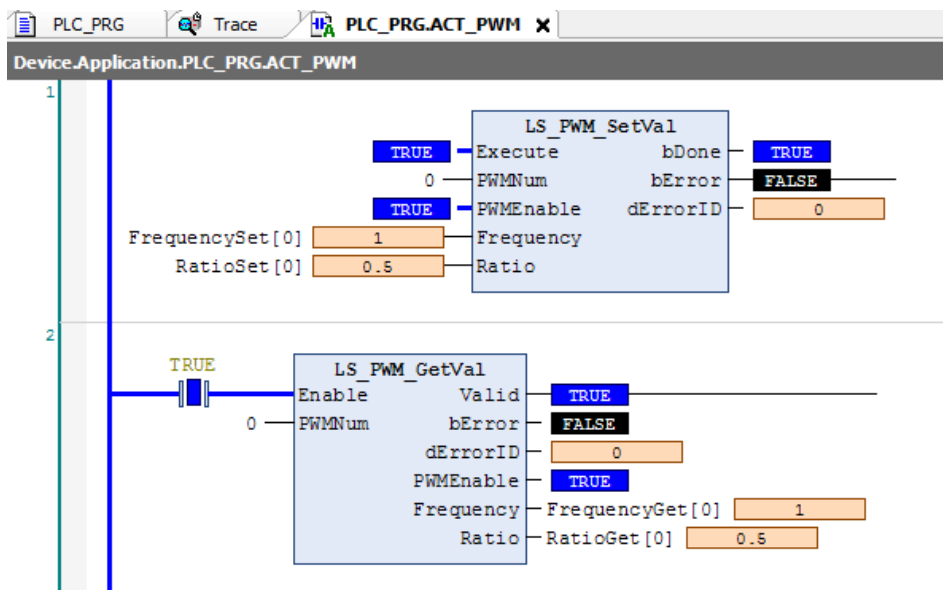 PLC_PRG Trace PLC_PRG.ACT_PWM
Device.Application.PLC_PRG.ACT_PWM
1
LS_PWM_SetVal
TRUE Execute bDone TRUE
0 PWMNum bError FALSE
TRUE PWMEnable dErrorID 0
FrequencySet[0] 1 Frequency
RatioSet[0] 0.5 Ratio
2
TRUE
LS_PWM_GetVal
Enable Valid TRUE
0 PWMNum bError FALSE
dErrorID 0
PWMEnable TRUE
Frequency FrequencyGet[0] 1
Ratio RatioGet[0] 0.5